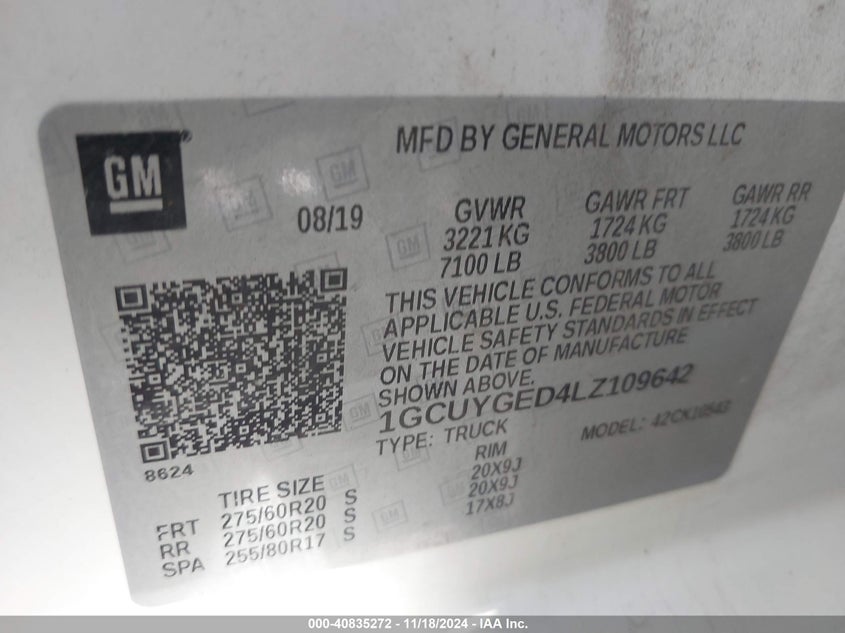 GM
MFD BY GENERAL MOTORS LLC
08/19
GVWR
3221 KG
7100 LB
GAWR FRT
1724 KG
3800 LB
GAWR RR
1724 KG
3800 LB
THIS VEHICLE CONFORMS TO ALL
APPLICABLE U.S. FEDERAL MOTOR
VEHICLE SAFETY STANDARDS IN EFFECT
ON THE DATE OF MANUFACTURE
SHOWN ABOVE.
1GCUYGED4LZ109642
TYPE: TRUCK
MODEL: 42CK10543
8624
TIRE SIZE
RIM
FRT 275/60R20 S 20X9J
RR 275/60R20 S 20X9J
SPA 255/80R17 S 17X8J
000-40835272 - 11/18/2024 - IAA Inc.